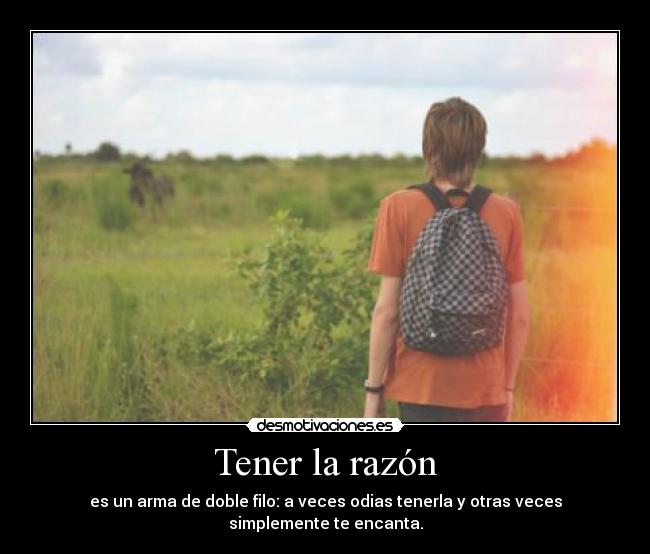 desmotivaciones.es
Tener la razón
es un arma de doble filo: a veces odias tenerla y otras veces
simplemente te encanta.